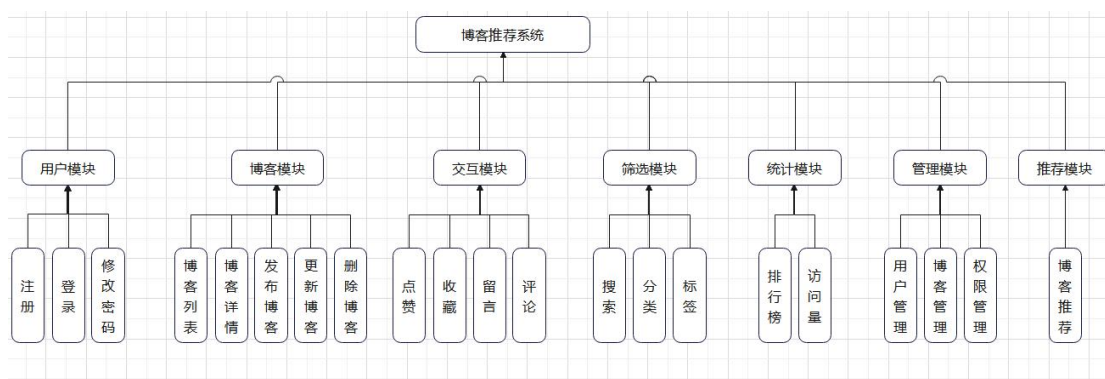 博客推荐系统
用户模块
博客模块
交互模块
筛选模块
统计模块
管理模块
推荐模块
注册
登录
修改密码
博客列表
博客详情
发布博客
更新博客
删除博客
点赞
收藏
留言
评论
搜索
分类
标签
排行榜
访问量
用户管理
博客管理
权限管理
博客推荐